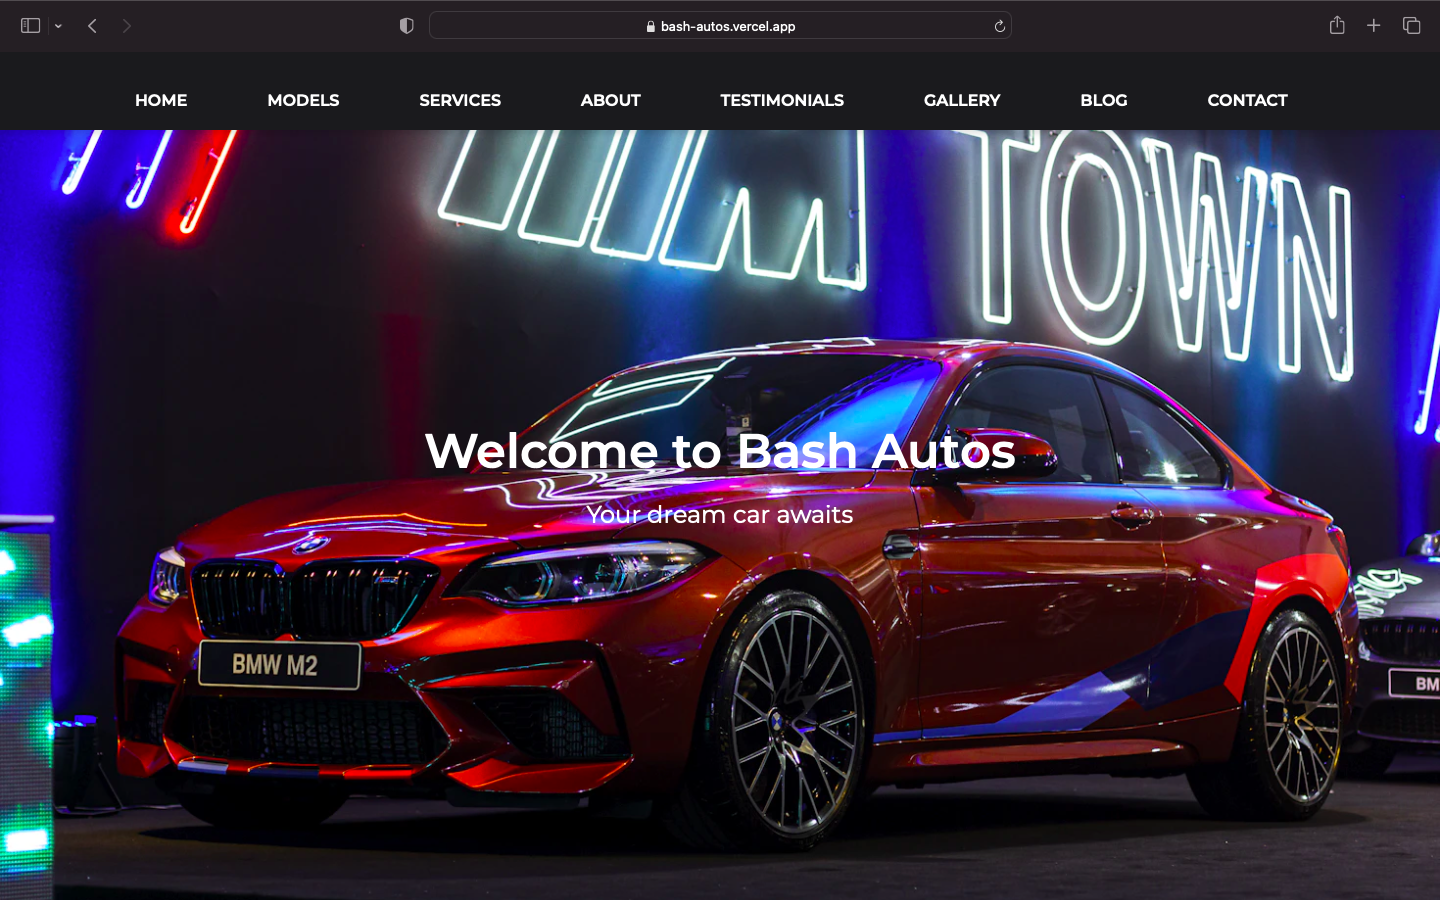 bash-autos.vercel.app
HOME MODELS SERVICES ABOUT TESTIMONIALS GALLERY BLOG CONTACT
TOWN
Welcome to Bash Autos
Your dream car awaits
BMW M2
BM